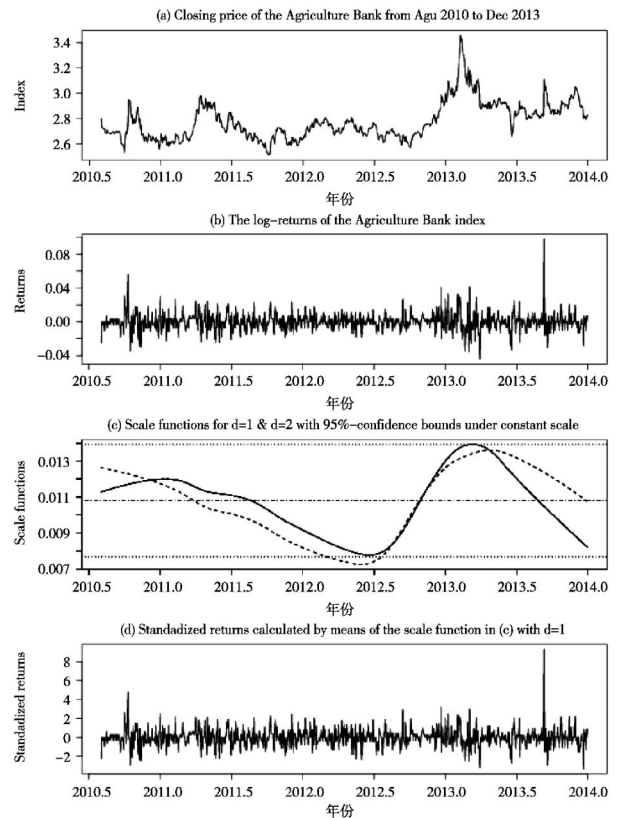 (a) Closing price of the Agriculture Bank from Agu 2010 to Dec 2013
Index
3.4
3.2
3.0
2.8
2.6
2010.5 2011.0 2011.5 2012.0 2012.5 2013.0 2013.5 2014.0
年份
(b) The log-returns of the Agriculture Bank index
Returns
0.08
0.04
0.00
-0.04
2010.5 2011.0 2011.5 2012.0 2012.5 2013.0 2013.5 2014.0
年份
(c) Scale functions for d=1 & d=2 with 95%-confidence bounds under constant scale
Scale functions
0.013
0.011
0.009
0.007
2010.5 2011.0 2011.5 2012.0 2012.5 2013.0 2013.5 2014.0
年份
(d) Standadized returns calculated by means of the scale function in (c) with d=1
Standadized returns
8
6
4
2
0
-2
2010.5 2011.0 2011.5 2012.0 2012.5 2013.0 2013.5 2014.0
年份